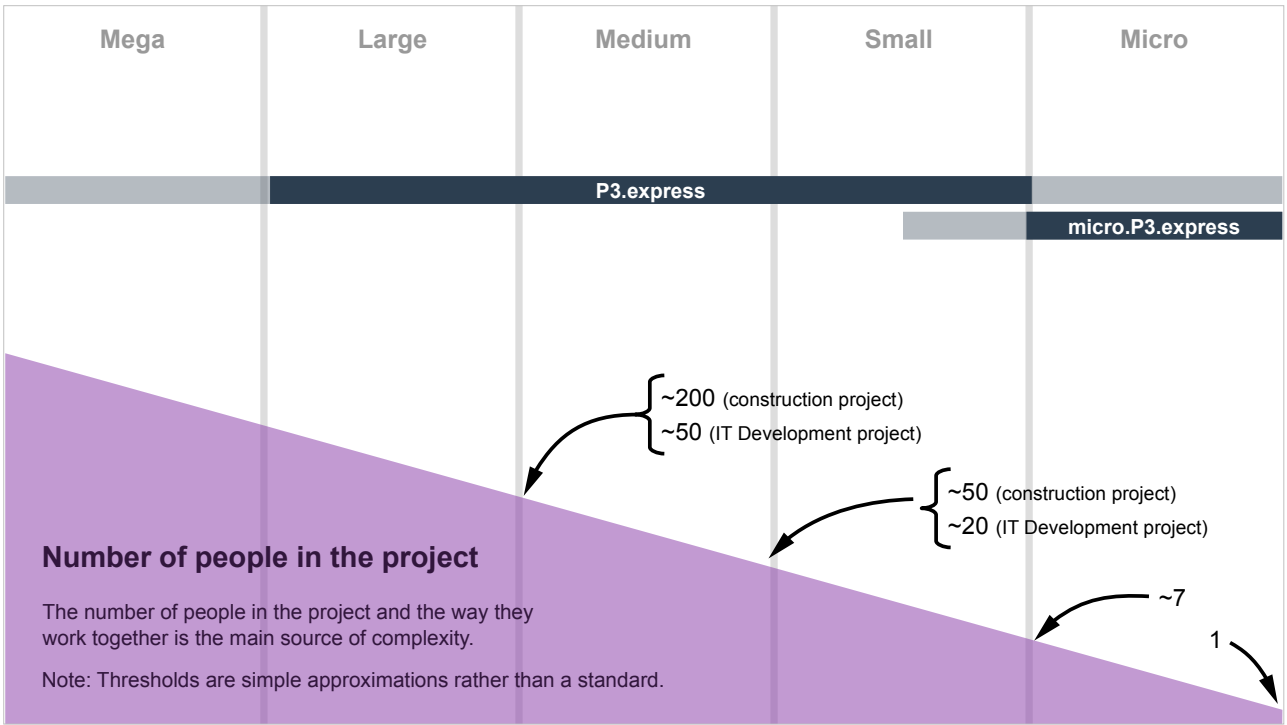 Mega
Large
Medium
Small
Micro
P3.express
micro.P3.express
~200 (construction project)
~50 (IT Development project)
~50 (construction project)
~20 (IT Development project)
~7
1
Number of people in the project
The number of people in the project and the way they
work together is the main source of complexity.
Note: Thresholds are simple approximations rather than a standard.